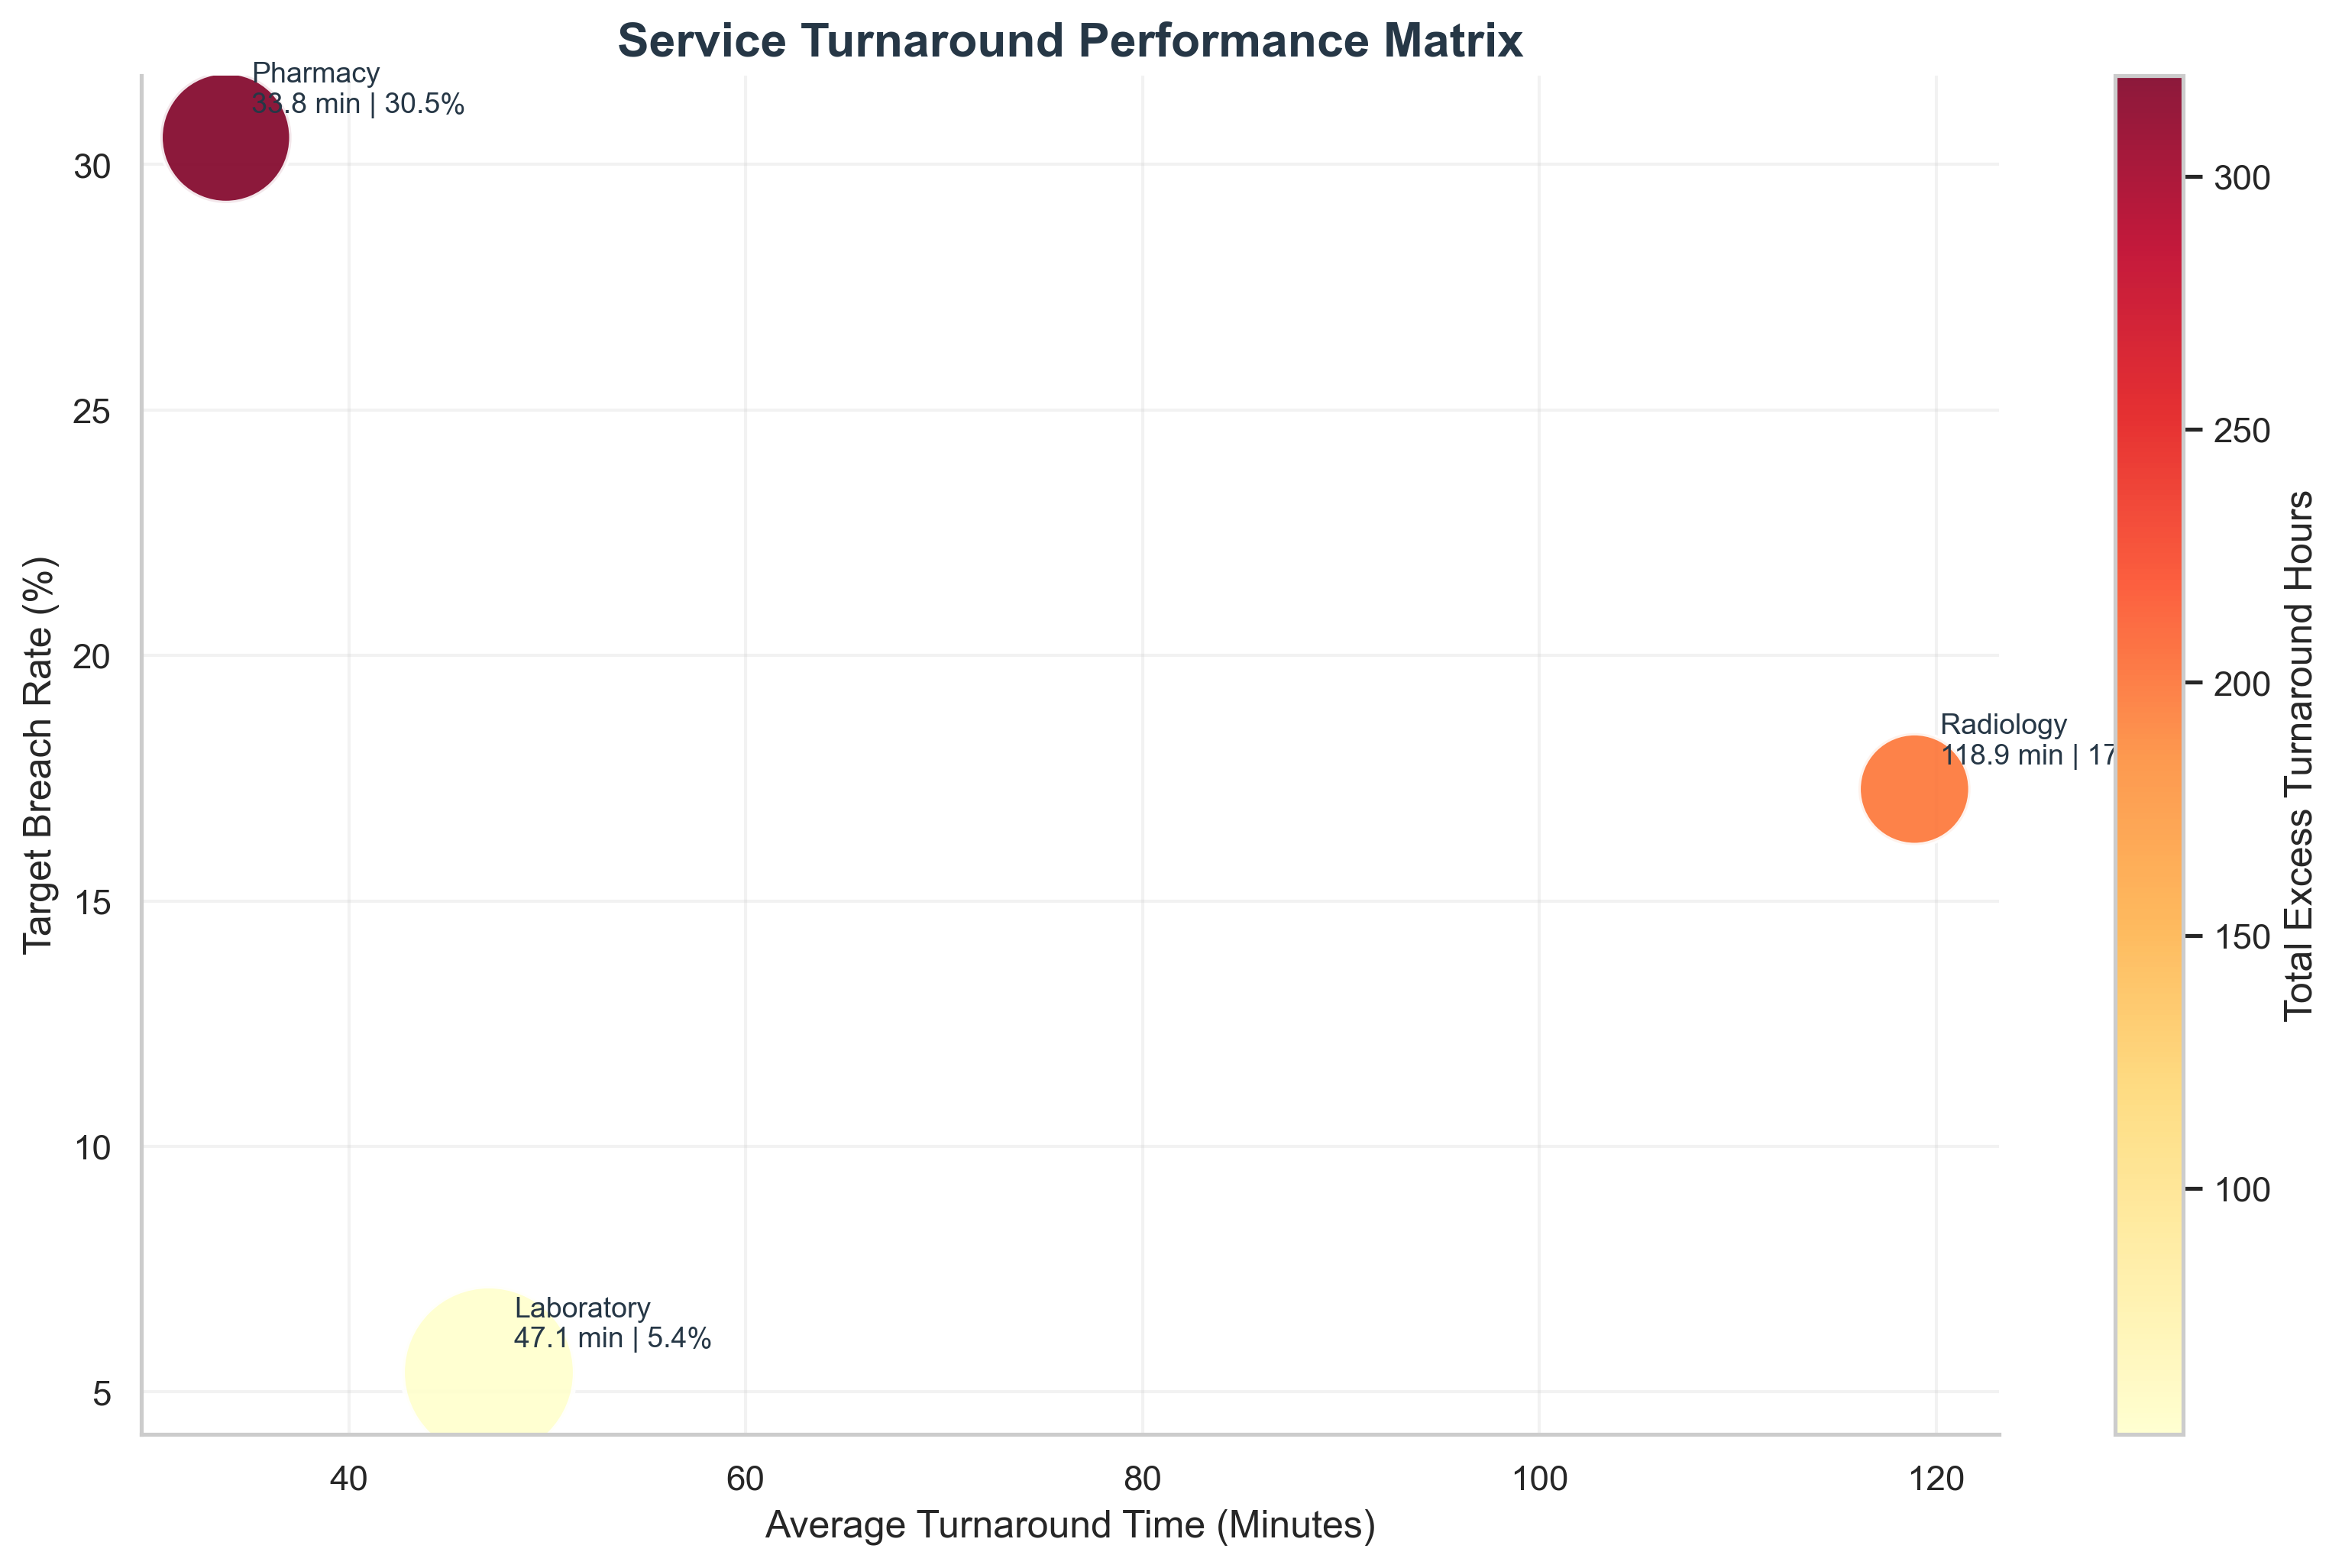 Service Turnaround Performance Matrix
Pharmacy
33.8 min | 30.5%
30
25
20
15
10
5
Target Breach Rate (%)
Radiology
118.9 min | 17
Laboratory
47.1 min | 5.4%
40
60
80
100
120
Average Turnaround Time (Minutes)
300
250
200
150
100
Total Excess Turnaround Hours